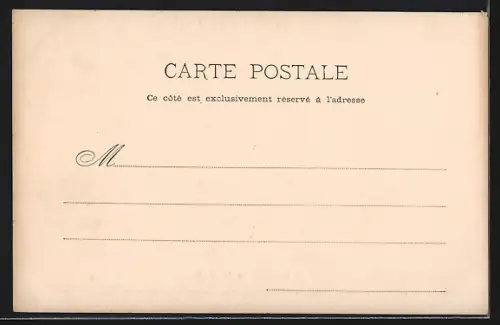 CARTE POSTALE
Ce côté est exclusivement réservé à l'adresse
M